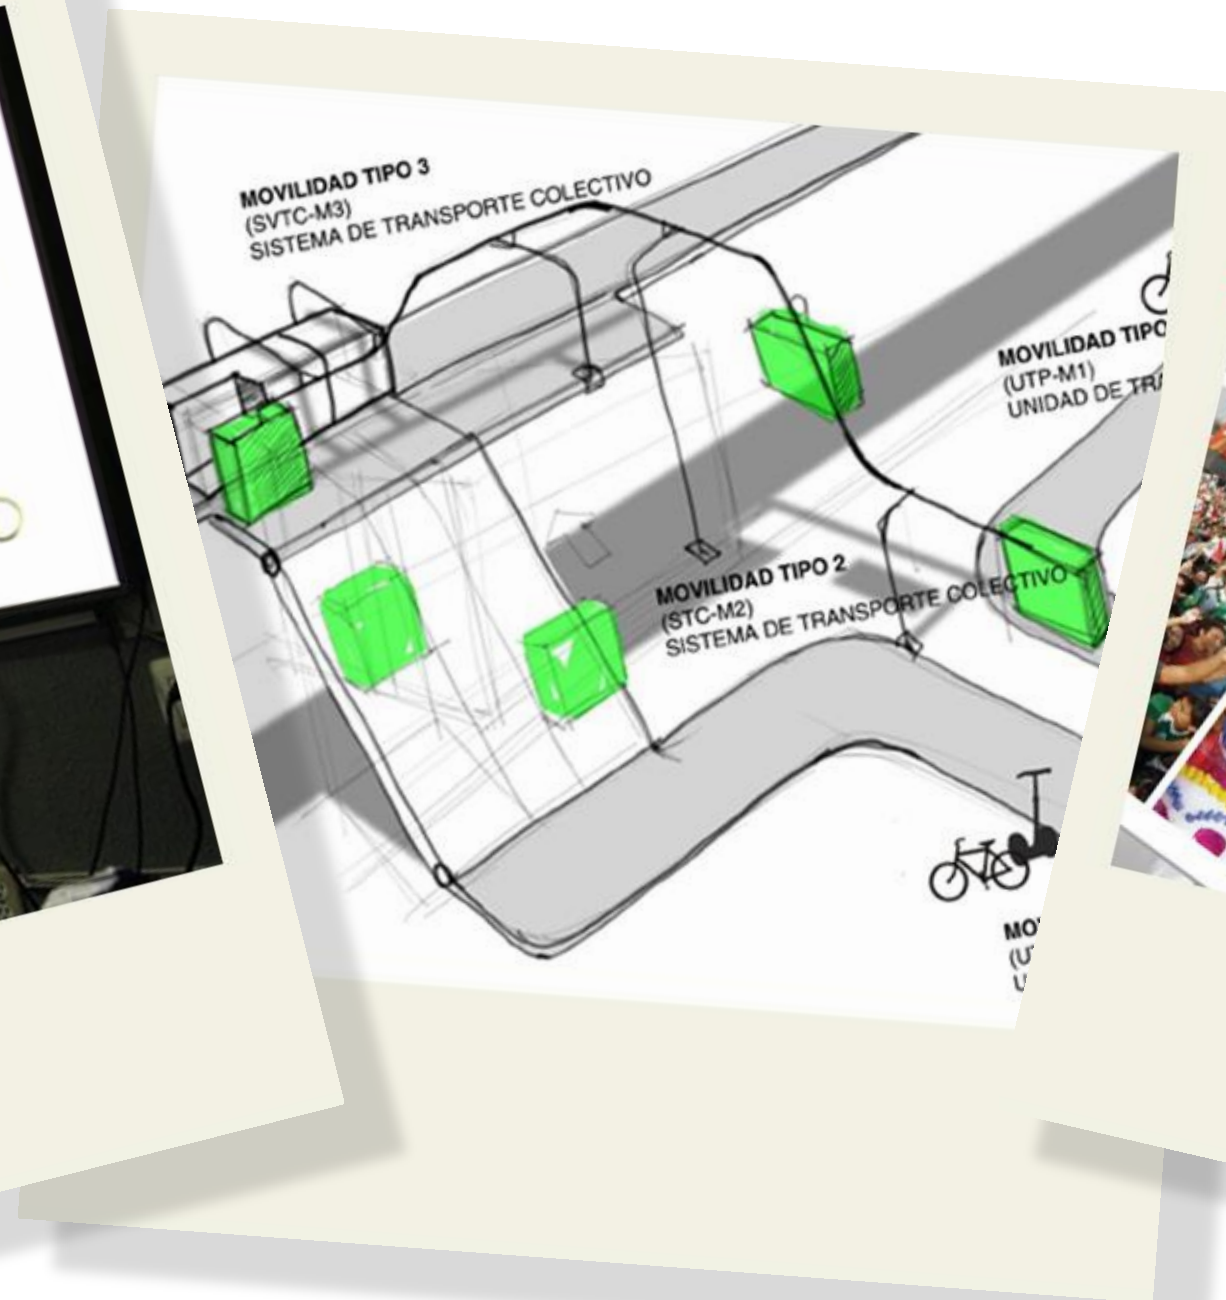 MOVILIDAD TIPO 3
(SVTC-M3)
SISTEMA DE TRANSPORTE COLECTIVO
MOVILIDAD TIPO
(UTP-M1)
UNIDAD DE
MOVILIDAD TIPO 2
(STC-M2)
SISTEMA DE TRANSPORTE COLECTIVO